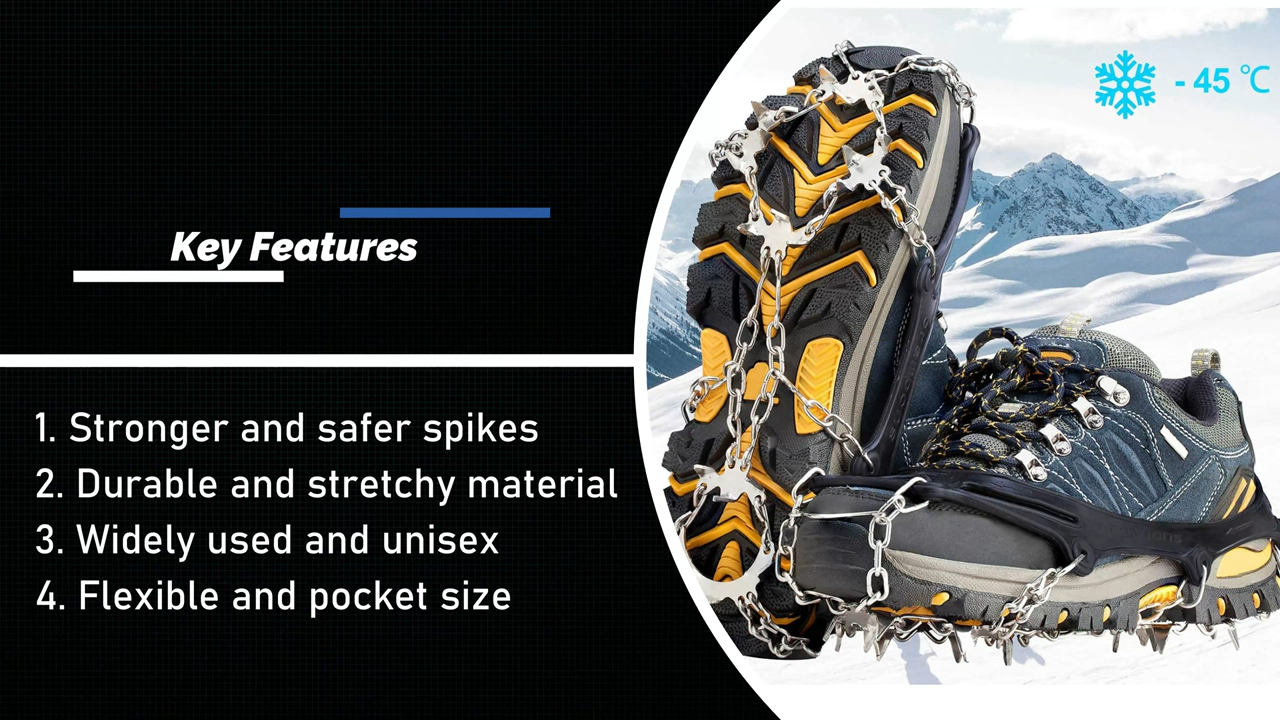 Key Features
1. Stronger and safer spikes
2. Durable and stretchy material
3. Widely used and unisex
4. Flexible and pocket size
- 45 ℃